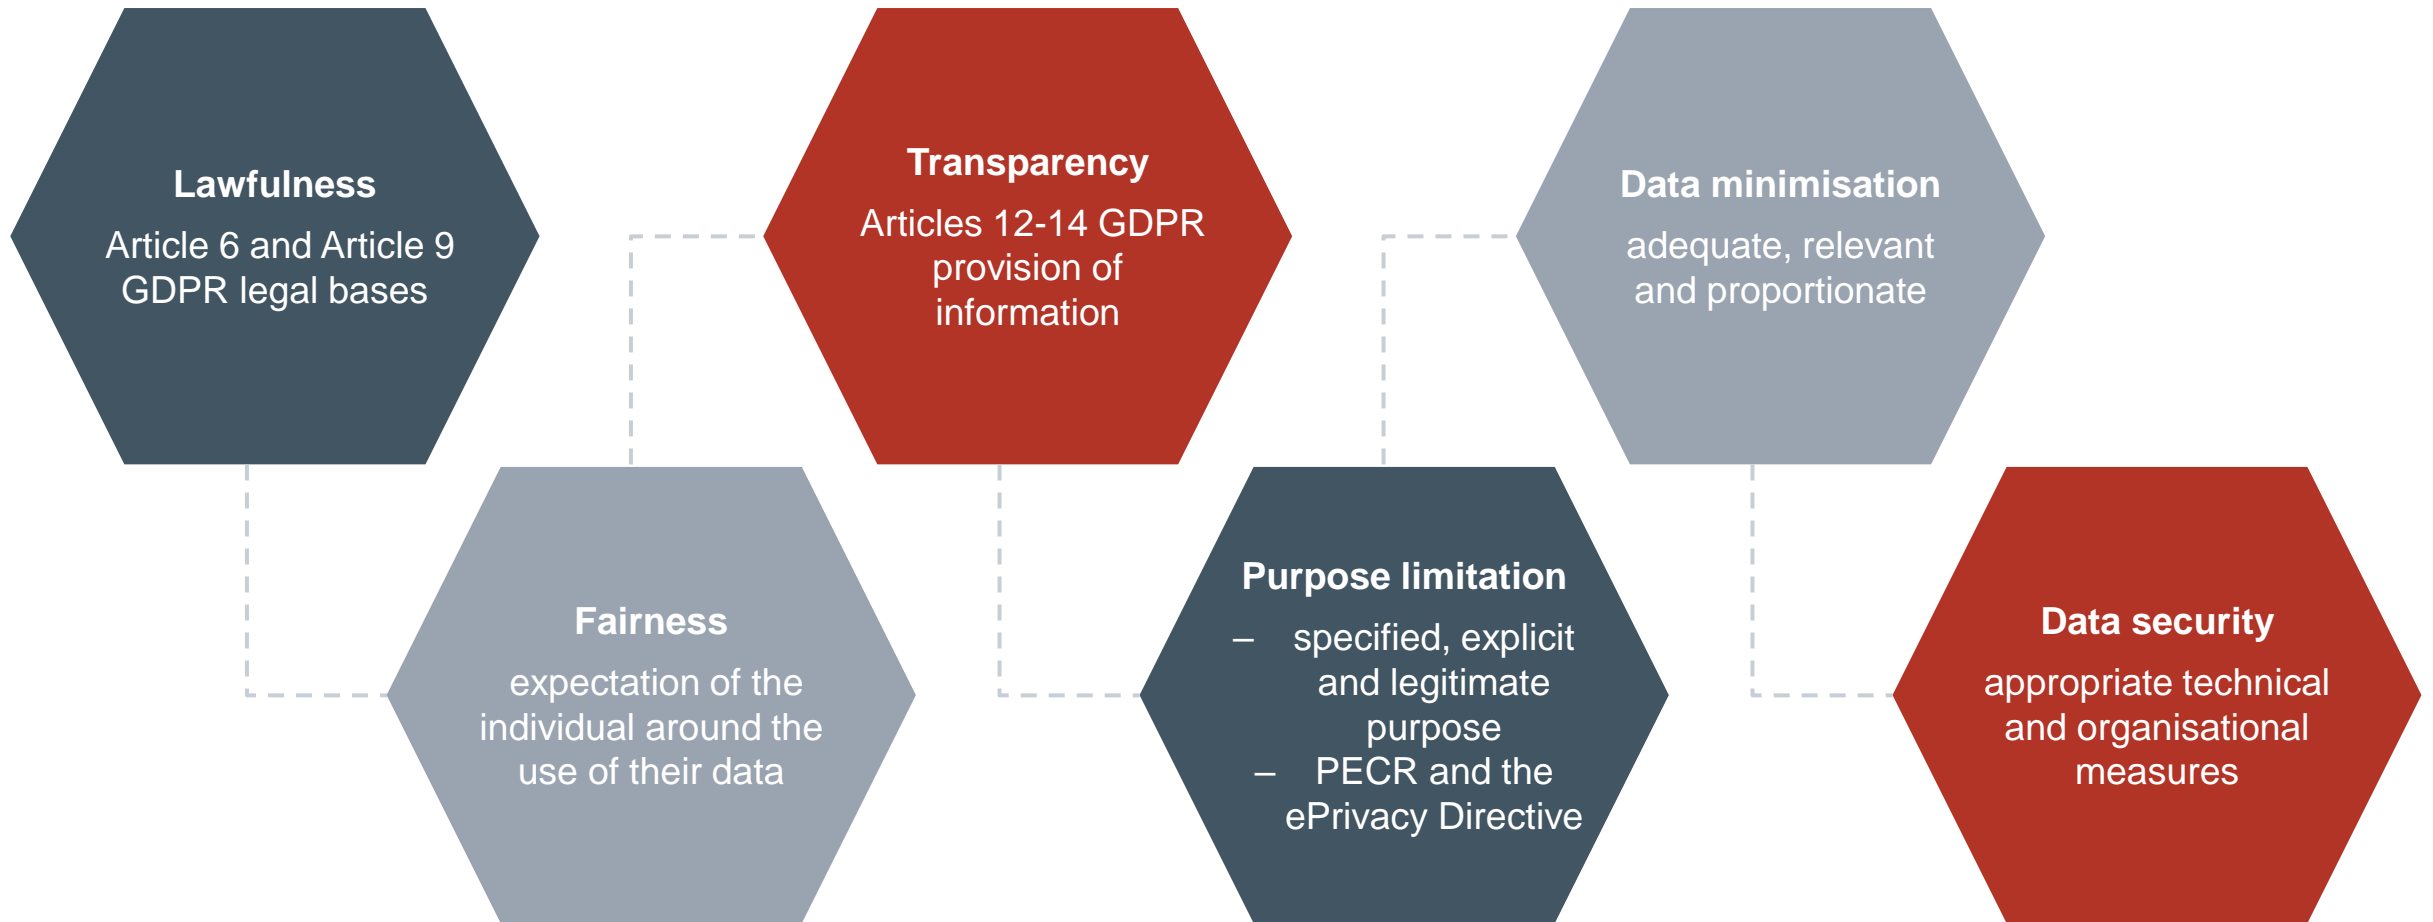 Lawfulness
Article 6 and Article 9
GDPR legal bases
Fairness
expectation of the
individual around the
use of their data
Transparency
Articles 12-14 GDPR
provision of
information
Purpose limitation
– specified, explicit
and legitimate
purpose
– PECR and the
ePrivacy Directive
Data minimisation
adequate, relevant
and proportionate
Data security
appropriate technical
and organisational
measures